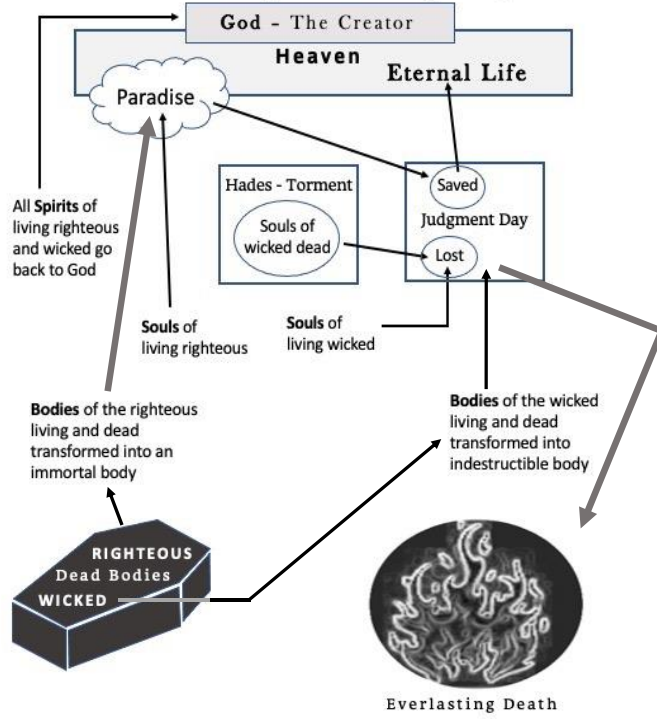 God – The Creator
Heaven
Eternal Life
Paradise
Hades - Torment
Souls of
wicked dead
Saved
Judgment Day
Lost
All Spirits of
living righteous
and wicked go
back to God
Souls of
living righteous
Souls of
living wicked
Bodies of the righteous
living and dead
transformed into an
immortal body
Bodies of the wicked
living and dead
transformed into
indestructible body
RIGHTEOUS
Dead Bodies
WICKED
Everlasting Death